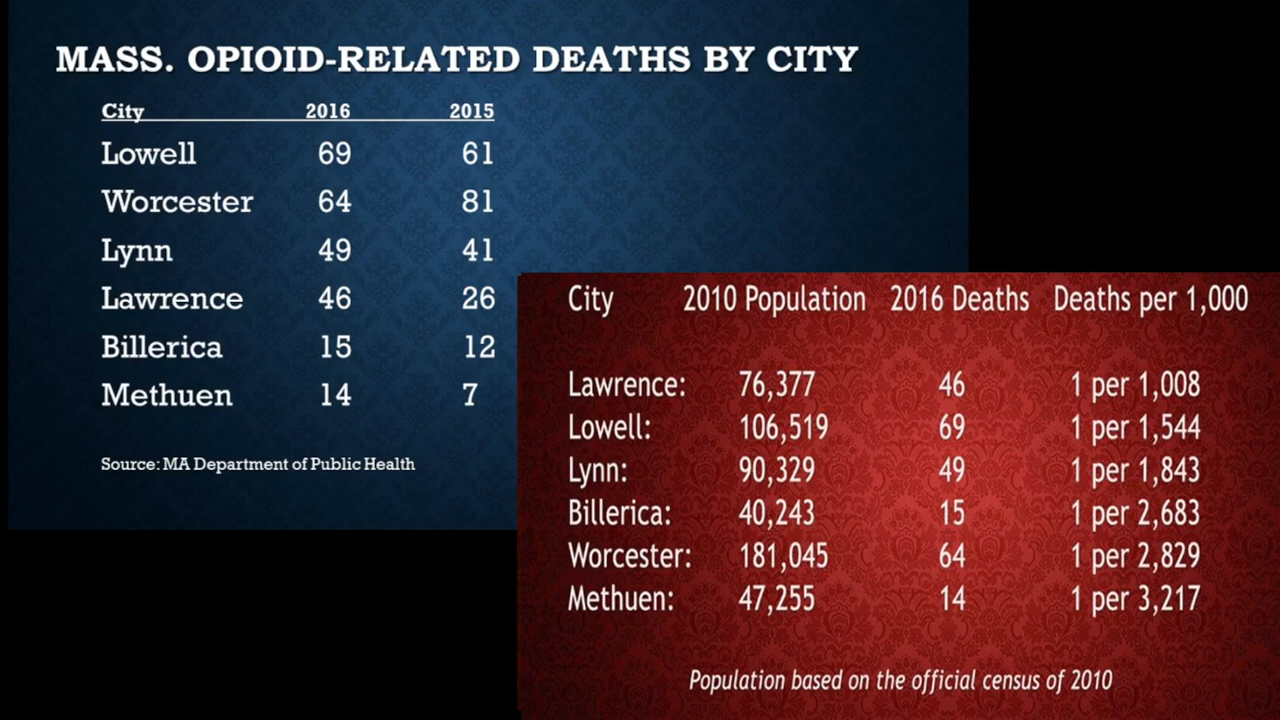 MASS. OPIOID-RELATED DEATHS BY CITY
City 2016 2015
Lowell 69 61
Worcester 64 81
Lynn 49 41
Lawrence 46 26
Billerica 15 12
Methuen 14 7
Source: MA Department of Public Health
City 2010 Population 2016 Deaths Deaths per 1,000
Lawrence: 76,377 46 1 per 1,008
Lowell: 106,519 69 1 per 1,544
Lynn: 90,329 49 1 per 1,843
Billerica: 40,243 15 1 per 2,683
Worcester: 181,045 64 1 per 2,829
Methuen: 47,255 14 1 per 3,217
Population based on the official census of 2010